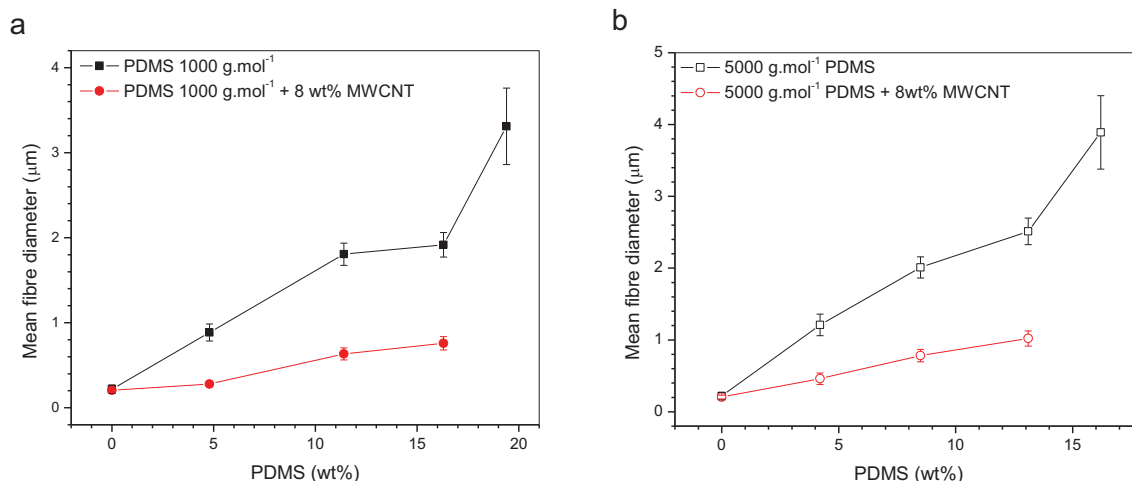 a
PDMS 1000 g.mol⁻¹
PDMS 1000 g.mol⁻¹ + 8 wt% MWCNT
Mean fibre diameter (μm)
4
3
2
1
0
0 5 10 15 20
PDMS (wt%)
b
5000 g.mol⁻¹ PDMS
5000 g.mol⁻¹ PDMS + 8wt% MWCNT
Mean fibre diameter (μm)
5
4
3
2
1
0
0 5 10 15
PDMS (wt%)